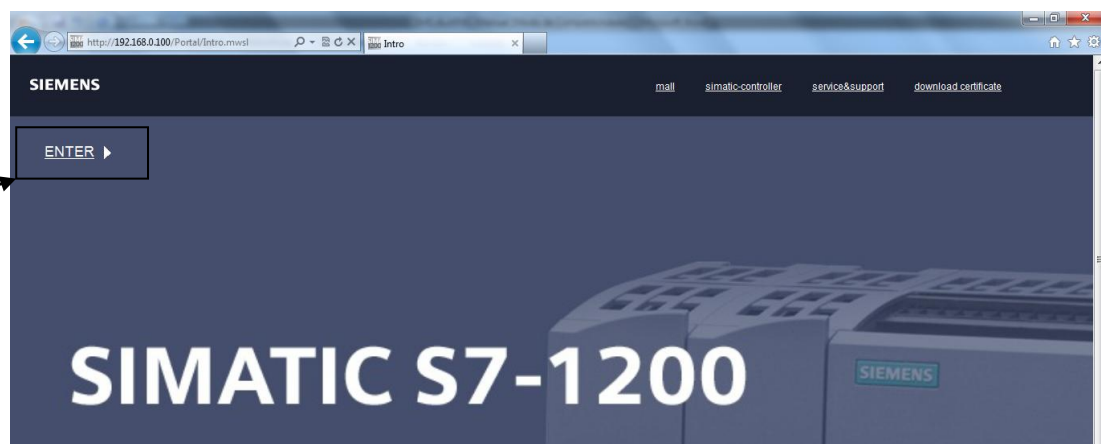 http://192.168.0.100/Portal/Intro.mwsl Intro
SIEMENS mall simatic-controller service&support download certificate
ENTER
SIMATIC S7-1200
SIEMENS